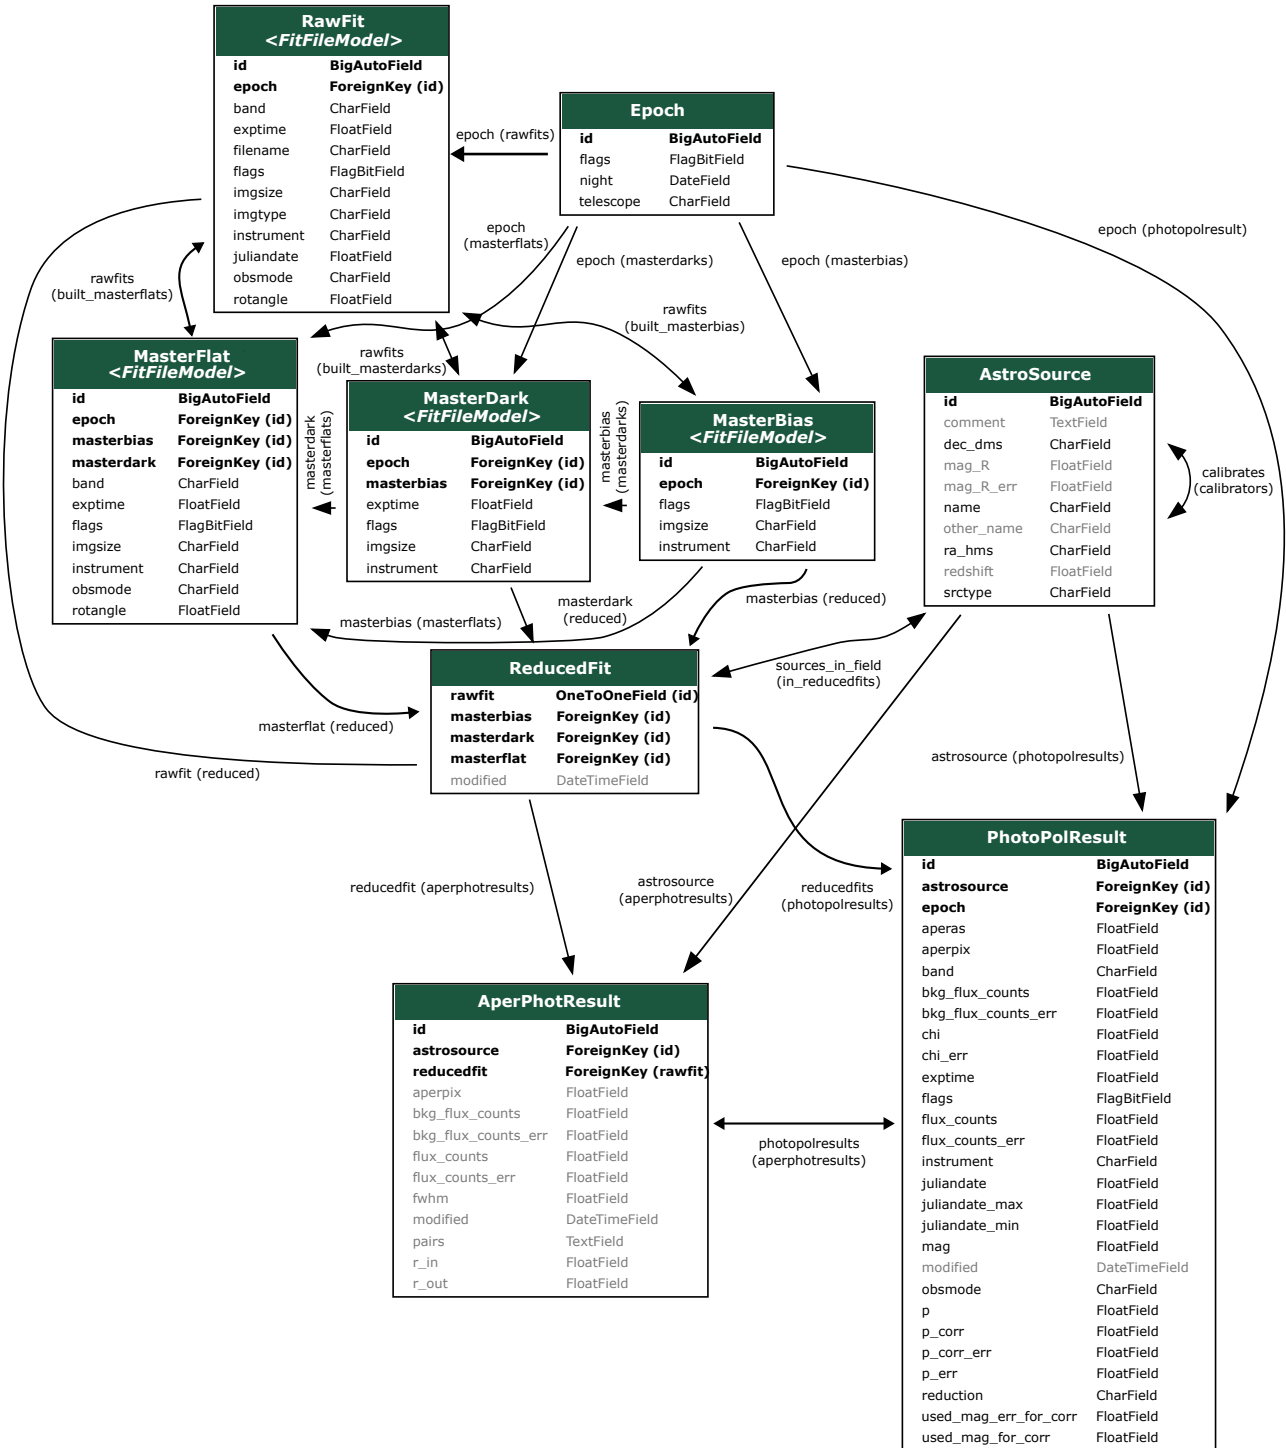 RawFit
<FitFileModel>
id BigAutoField
epoch ForeignKey (id)
band CharField
exptime FloatField
filename CharField
flags FlagBitField
imgsize CharField
imgtype CharField
instrument CharField
juliandate FloatField
obsmode CharField
rotangle FloatField
Epoch
id BigAutoField
flags FlagBitField
night DateField
telescope CharField
epoch (rawfits)
epoch
(masterflats)
epoch (masterdarks)
epoch (masterbias)
epoch (photopolresult)
rawfits
(built_masterflats)
rawfits
(built_masterbias)
rawfits
(built_masterdarks)
MasterFlat
<FitFileModel>
id BigAutoField
epoch ForeignKey (id)
masterbias ForeignKey (id)
masterdark ForeignKey (id)
band CharField
exptime FloatField
flags FlagBitField
imgsize CharField
instrument CharField
obsmode CharField
rotangle FloatField
masterdark
(masterflats)
MasterDark
<FitFileModel>
id BigAutoField
epoch ForeignKey (id)
masterbias ForeignKey (id)
exptime FloatField
flags FlagBitField
imgsize CharField
instrument CharField
masterbias
(masterdarks)
MasterBias
<FitFileModel>
id BigAutoField
epoch ForeignKey (id)
flags FlagBitField
imgsize CharField
instrument CharField
AstroSource
id BigAutoField
comment TextField
dec_dms CharField
mag_R FloatField
mag_R_err FloatField
name CharField
other_name CharField
ra_hms CharField
redshift FloatField
srctype CharField
calibrates
(calibrators)
masterdark
(reduced)
masterbias (reduced)
masterbias (masterflats)
sources_in_field
(in_reducedfits)
masterflat (reduced)
rawfit (reduced)
ReducedFit
rawfit OneToOneField (id)
masterbias ForeignKey (id)
masterdark ForeignKey (id)
masterflat ForeignKey (id)
modified DateTimeField
astrosource (photopolresults)
reducedfit (aperphotresults)
astrosource
(aperphotresults)
reducedfits
(photopolresults)
AperPhotResult
id BigAutoField
astrosource ForeignKey (id)
reducedfit ForeignKey (rawfit)
aperpix FloatField
bkg_flux_counts FloatField
bkg_flux_counts_err FloatField
flux_counts FloatField
flux_counts_err FloatField
fwhm FloatField
modified DateTimeField
pairs TextField
r_in FloatField
r_out FloatField
photopolresults
(aperphotresults)
PhotoPolResult
id BigAutoField
astrosource ForeignKey (id)
epoch ForeignKey (id)
aperas FloatField
aperpix FloatField
band CharField
bkg_flux_counts FloatField
bkg_flux_counts_err FloatField
chi FloatField
chi_err FloatField
exptime FloatField
flags FlagBitField
flux_counts FloatField
flux_counts_err FloatField
instrument CharField
juliandate FloatField
juliandate_max FloatField
juliandate_min FloatField
mag FloatField
modified DateTimeField
obsmode CharField
p FloatField
p_corr FloatField
p_corr_err FloatField
p_err FloatField
reduction CharField
used_mag_err_for_corr FloatField
used_mag_for_corr FloatField